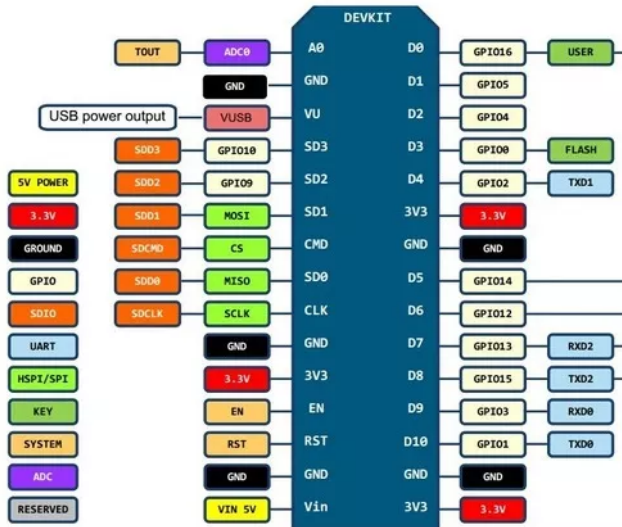 DEVKIT
TOUT ADC0 A0 D0 GPIO16 USER
GND GND D1 GPIO5
USB power output VUSB VU D2 GPIO4
SDD3 GPIO10 SD3 D3 GPIO0 FLASH
5V POWER SDD2 GPIO9 SD2 D4 GPIO2 TXD1
3.3V SDD1 MOSI SD1 3V3 3.3V
GROUND SDCMD CS CMD GND GND
GPIO SDD0 MISO SD0 D5 GPIO14
SDIO SDCLK SCLK CLK D6 GPIO12
UART GND GND D7 GPIO13 RXD2
HSPI/SPI 3.3V 3V3 D8 GPIO15 TXD2
KEY EN EN D9 GPIO3 RXD0
SYSTEM RST RST D10 GPIO1 TXD0
ADC GND GND GND GND
RESERVED VIN 5V Vin 3V3 3.3V